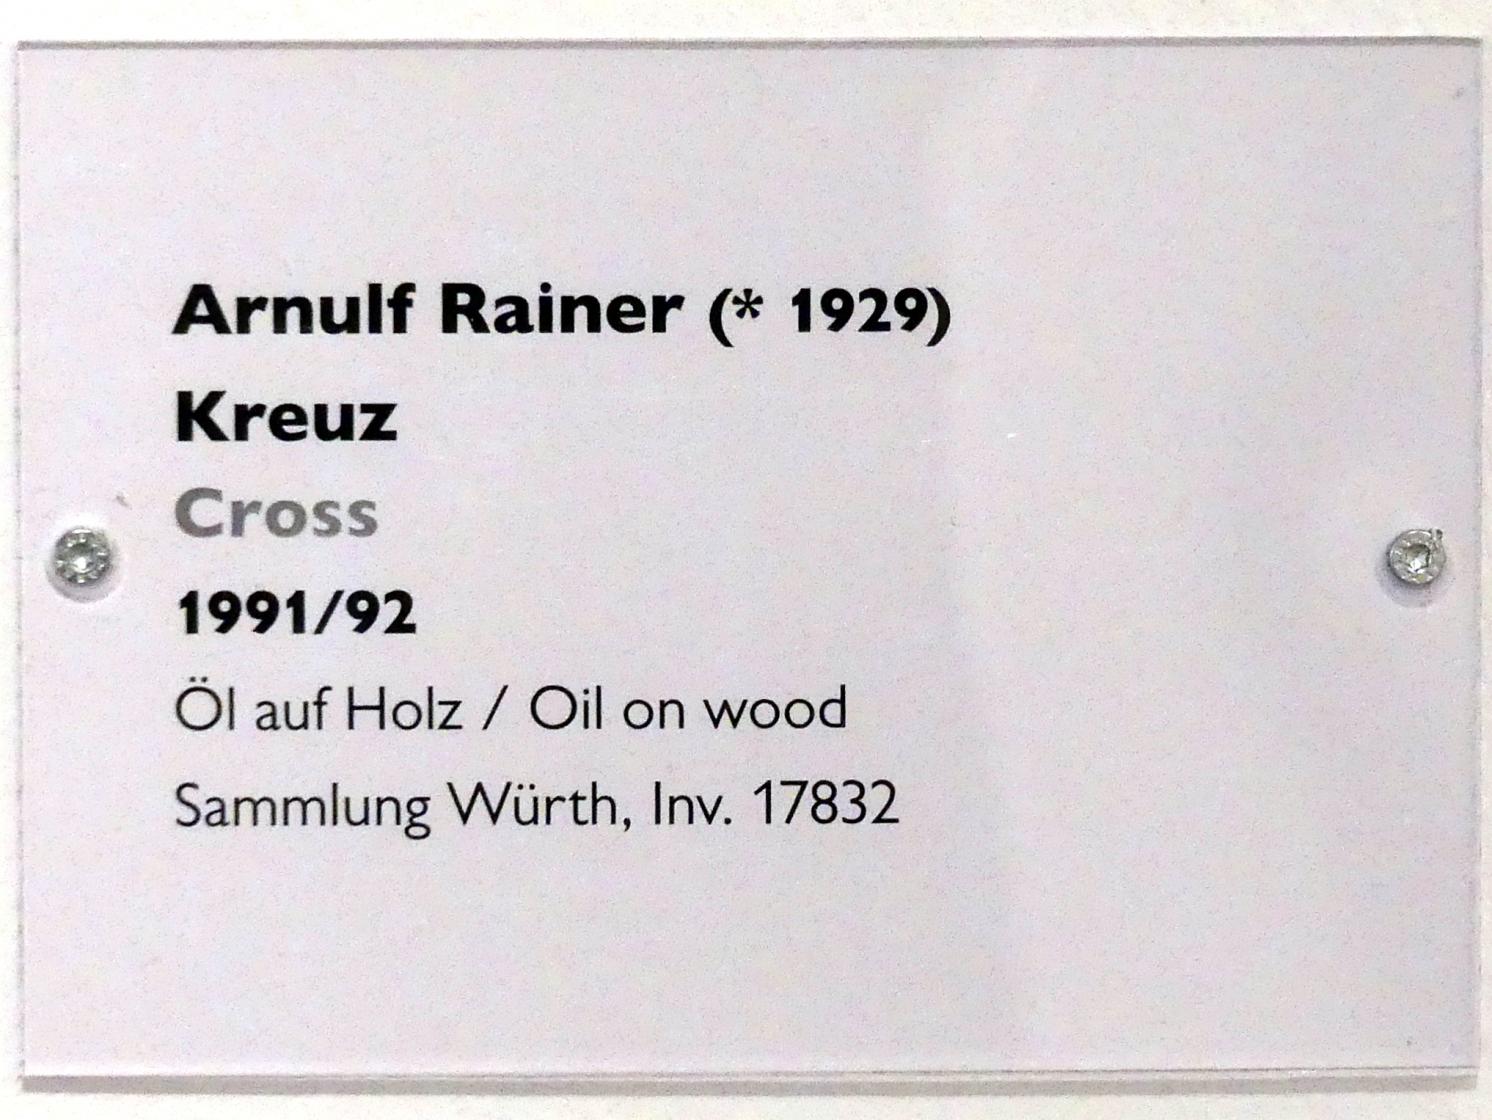 Arnulf Rainer (* 1929)
Kreuz
Cross
1991/92
Öl auf Holz / Oil on wood
Sammlung Würth, Inv. 17832